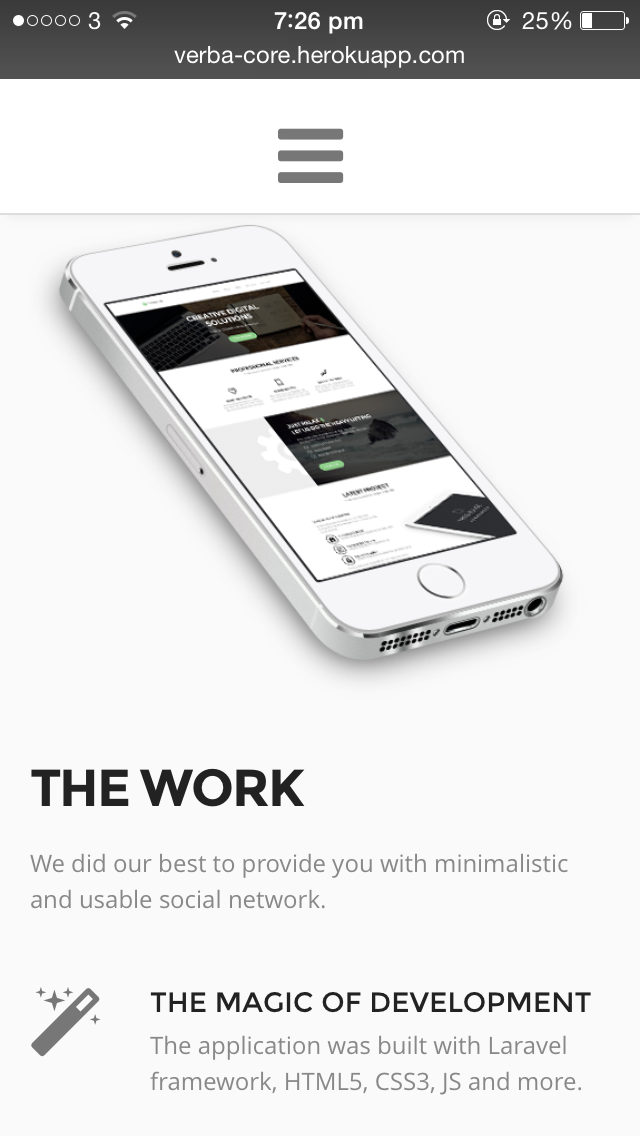 3 7:26 pm 25%
verba-core.herokuapp.com
CREATIVE DIGITAL
SOLUTIONS
PROFESSIONAL SERVICES
JUST RELAX &
LET US DO THE HEAVY LIFTING
LATEST PROJECT
THE WORK
We did our best to provide you with minimalistic
and usable social network.
THE MAGIC OF DEVELOPMENT
The application was built with Laravel
framework, HTML5, CSS3, JS and more.